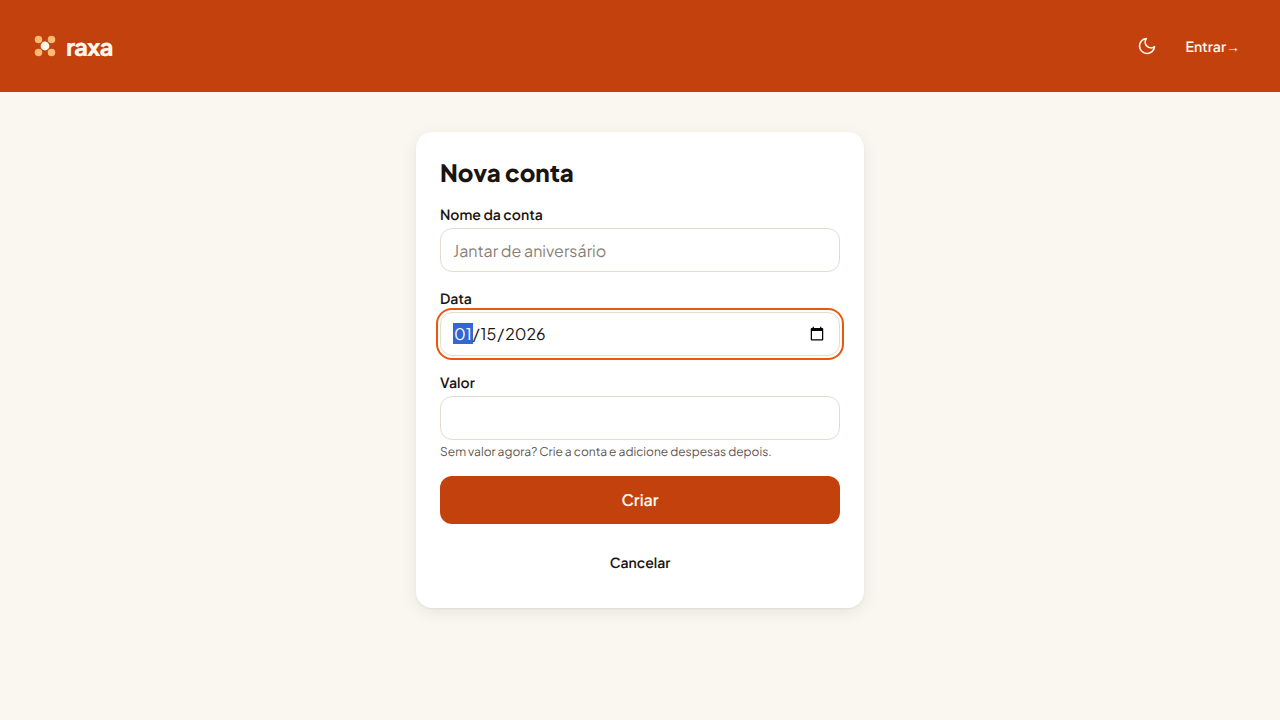 raxa
Entrar→
Nova conta
Nome da conta
Jantar de aniversário
Data
01/15/2026
Valor
Sem valor agora? Crie a conta e adicione despesas depois.
Criar
Cancelar